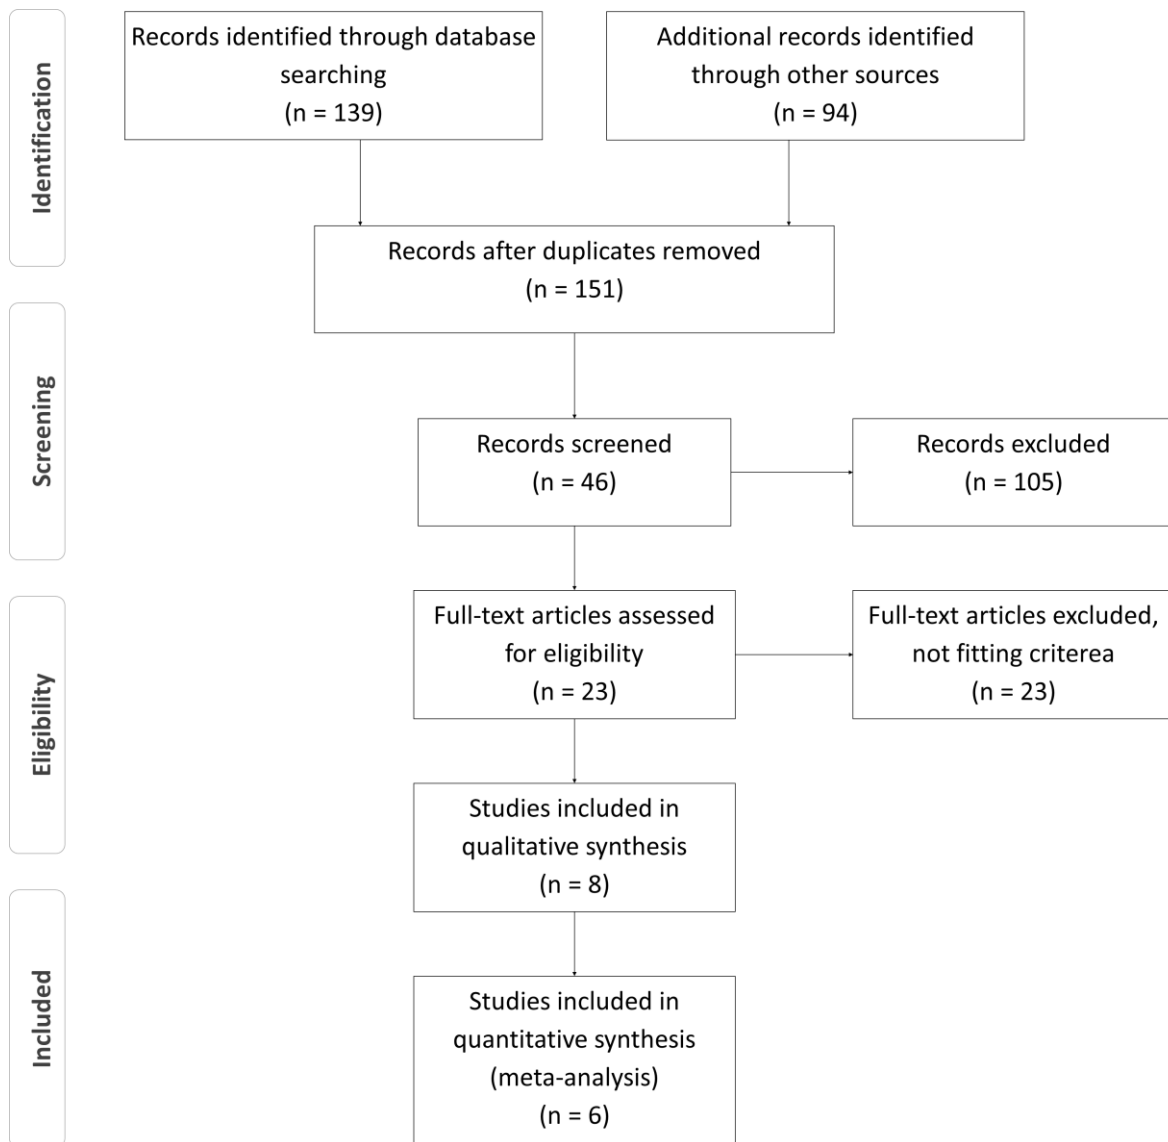 Identification
Records identified through database
searching
(n = 139)
Additional records identified
through other sources
(n = 94)
Records after duplicates removed
(n = 151)
Screening
Records screened
(n = 46)
Records excluded
(n = 105)
Eligibility
Full-text articles assessed
for eligibility
(n = 23)
Full-text articles excluded,
not fitting criterea
(n = 23)
Studies included in
qualitative synthesis
(n = 8)
Included
Studies included in
quantitative synthesis
(meta-analysis)
(n = 6)